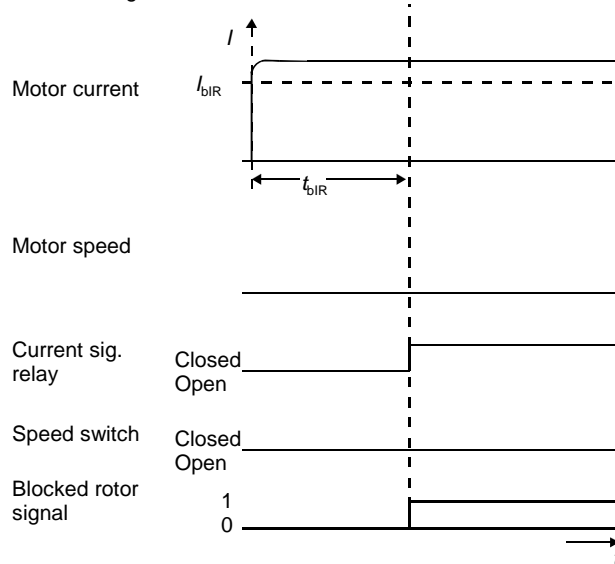 I
Motor current
IbIR
tbIR
Motor speed
Current sig.
relay
Closed
Open
Speed switch
Closed
Open
Blocked rotor
signal
1
0